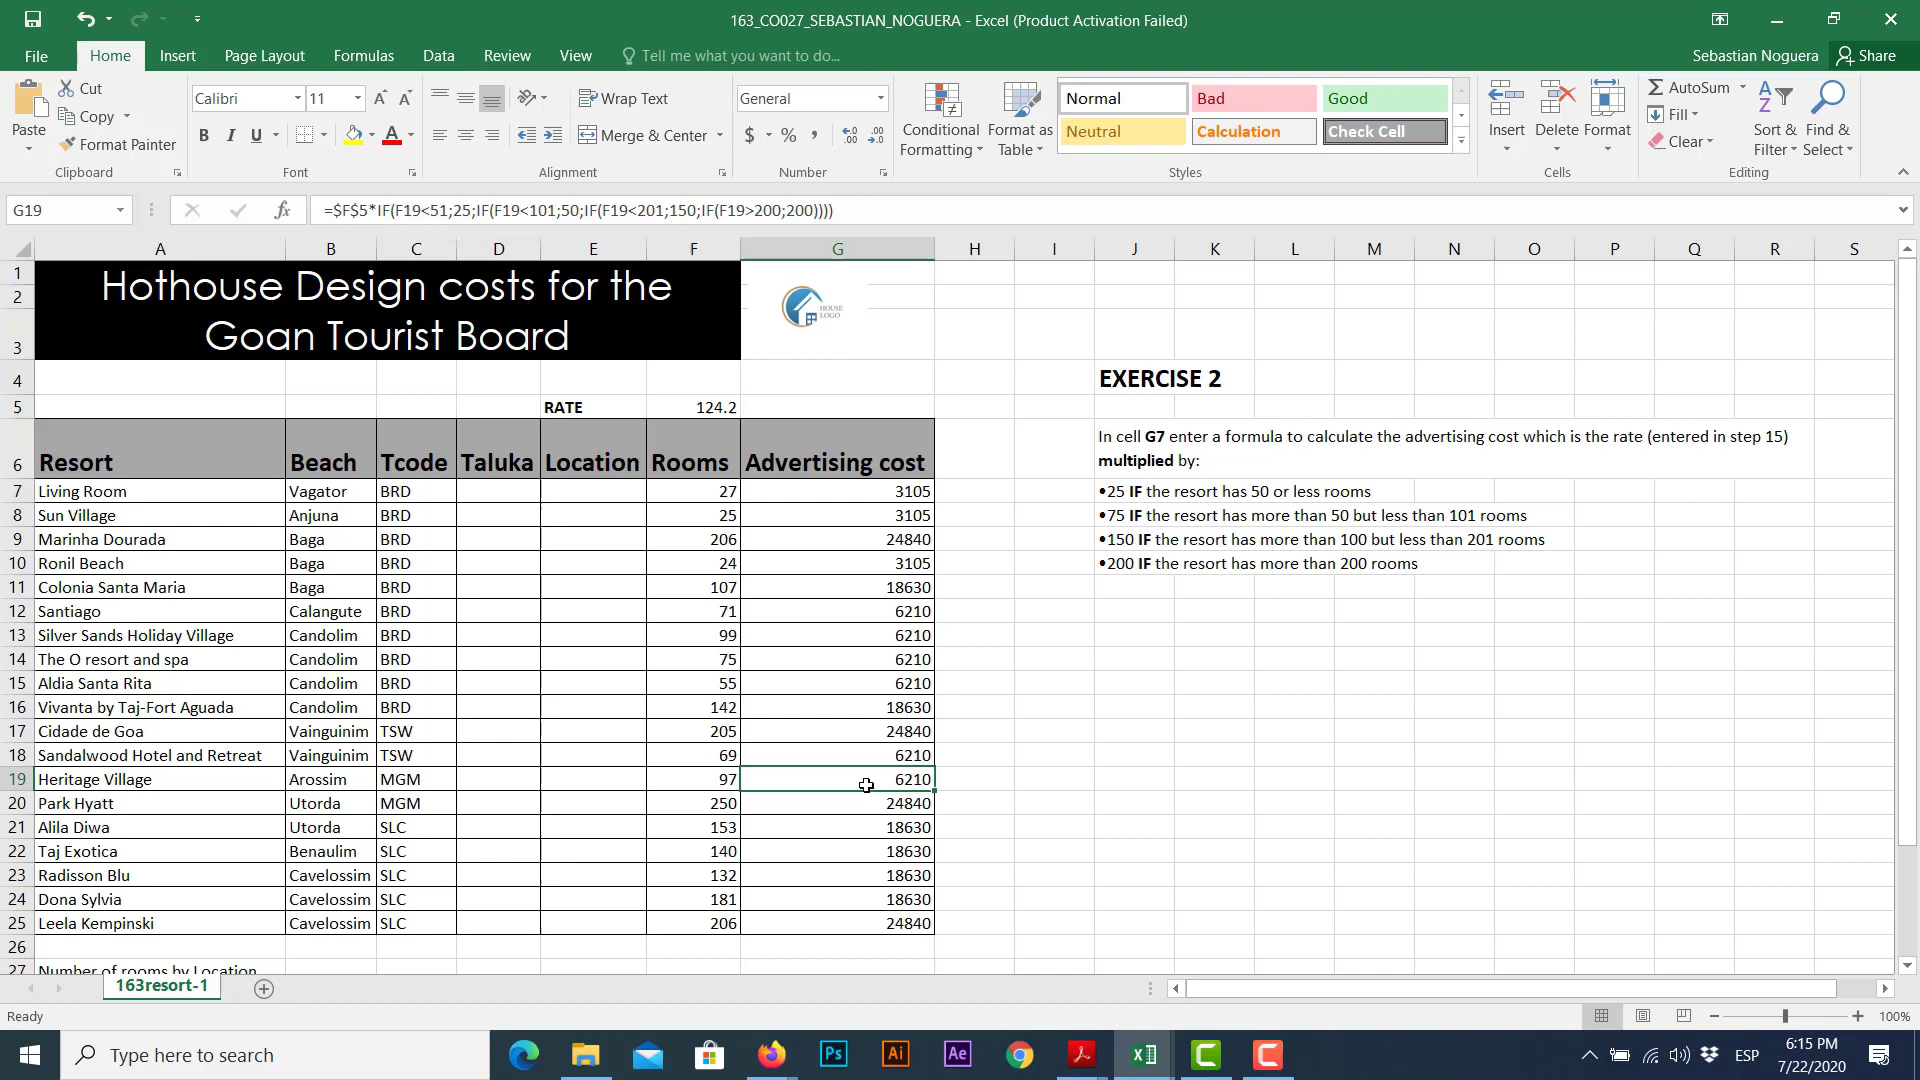 163_CO027_SEBASTIAN_NOGUERA - Excel (Product Activation Failed)
File Home Insert Page Layout Formulas Data Review View Tell me what you want to do... Sebastian Noguera Share
Paste Cut Copy Format Painter Clipboard
Calibri 11 B I U A Font
Wrap Text Merge & Center Alignment
General $ % , Number
Conditional Formatting Format as Table
Normal Bad Good
Neutral Calculation Check Cell
Styles
Insert Delete Format Cells
AutoSum Fill Clear Sort & Filter Find & Select Editing
G19 fx =$F$5*IF(F19<51;25;IF(F19<101;50;IF(F19<201;150;IF(F19>200;200))))
A B C D E F G H I J K L M N O P Q R S
1 Hothouse Design costs for the
2 HOUSE LOGO
3 Goan Tourist Board
4 EXERCISE 2
5 RATE 124.2
In cell G7 enter a formula to calculate the advertising cost which is the rate (entered in step 15)
6 Resort Beach Tcode Taluka Location Rooms Advertising cost multiplied by:
7 Living Room Vagator BRD 27 3105 •25 IF the resort has 50 or less rooms
8 Sun Village Anjuna BRD 25 3105 •75 IF the resort has more than 50 but less than 101 rooms
9 Marinha Dourada Baga BRD 206 24840 •150 IF the resort has more than 100 but less than 201 rooms
10 Ronil Beach Baga BRD 24 3105 •200 IF the resort has more than 200 rooms
11 Colonia Santa Maria Baga BRD 107 18630
12 Santiago Calangute BRD 71 6210
13 Silver Sands Holiday Village Candolim BRD 99 6210
14 The O resort and spa Candolim BRD 75 6210
15 Aldia Santa Rita Candolim BRD 55 6210
16 Vivanta by Taj-Fort Aguada Candolim BRD 142 18630
17 Cidade de Goa Vainguinim TSW 205 24840
18 Sandalwood Hotel and Retreat Vainguinim TSW 69 6210
19 Heritage Village Arossim MGM 97 6210
20 Park Hyatt Utorda MGM 250 24840
21 Alila Diwa Utorda SLC 153 18630
22 Taj Exotica Benaulim SLC 140 18630
23 Radisson Blu Cavelossim SLC 132 18630
24 Dona Sylvia Cavelossim SLC 181 18630
25 Leela Kempinski Cavelossim SLC 206 24840
26
27 Number of rooms by Location
163resort-1
Ready 100%
Type here to search Ps Ai Ae ESP 6:15 PM
7/22/2020